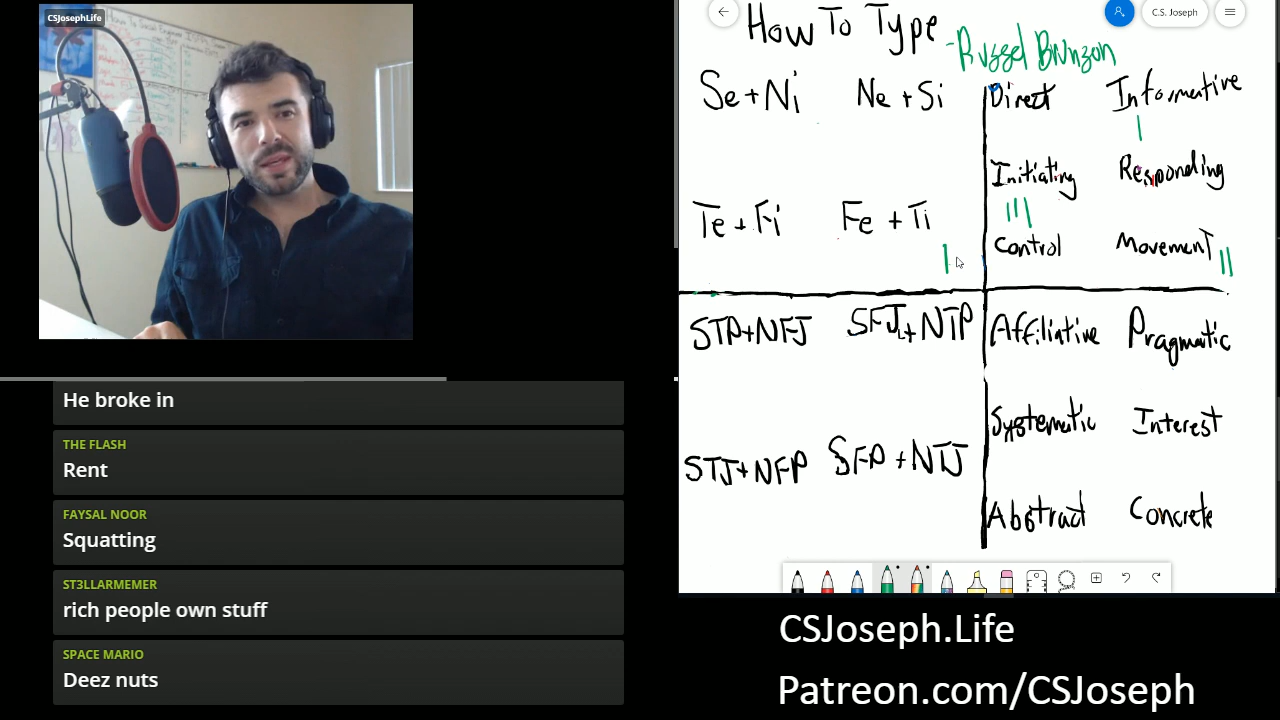 CSJosephLife
He broke in
THE FLASH
Rent
FAYSAL NOOR
Squatting
ST3LLARMEMER
rich people own stuff
SPACE MARIO
Deez nuts
C.S. Joseph
How To Type
-Russel Brunson
Se + Ni Ne + Si
Te + Fi Fe + Ti
Direct Informative
Initiating Responding
Control Movement
STP + NFJ SFJ + NTP
STJ + NFP SFP + NTJ
Affiliative Pragmatic
Systematic Interest
Abstract Concrete
CSJoseph.Life
Patreon.com/CSJoseph